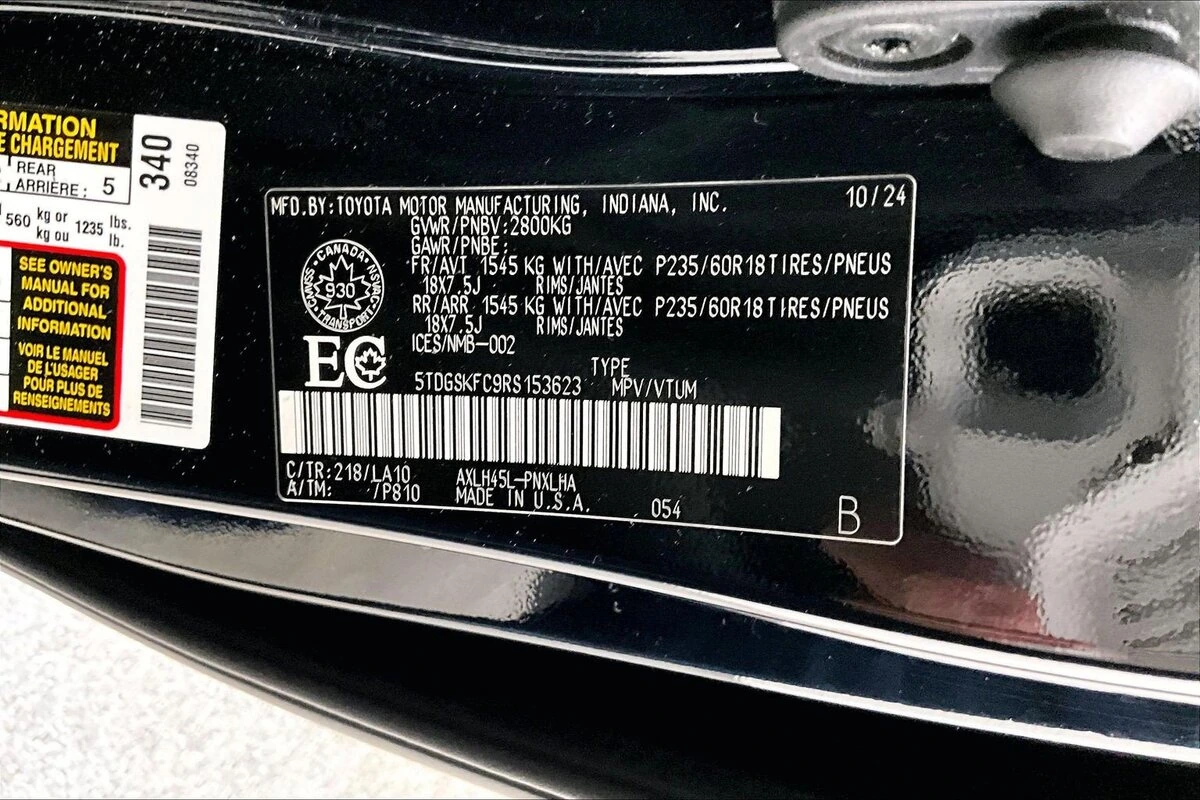 RMATION
E CHARGEMENT
REAR
ARRIÈRE: 5
560 kg or 1235 lbs.
kg ou lb.
SEE OWNER'S
MANUAL FOR
ADDITIONAL
INFORMATION
VOIR LE MANUEL
DE L'USAGER
POUR PLUS DE
RENSEIGNEMENTS
340
08340
MFD.BY:TOYOTA MOTOR MANUFACTURING, INDIANA, INC. 10/24
GVWR/PNBV:2800KG
GAWR/PNBE:
FR/AVT 1545 KG WITH/AVEC P235/60R18TIRES/PNEUS
18X7.5J RIMS/JANTES
RR/ARR 1545 KG WITH/AVEC P235/60R18TIRES/PNEUS
18X7.5J RIMS/JANTES
ICES/NMB-002
CANADA
CMVSS 930 NSVAC
TRANSPORT
EC
TYPE
5TDGSKFC9RS153623 MPV/VTUM
C/TR:218/LA10 AXLH45L-PNXLHA
A/TM: /P810 MADE IN U.S.A. 054
B